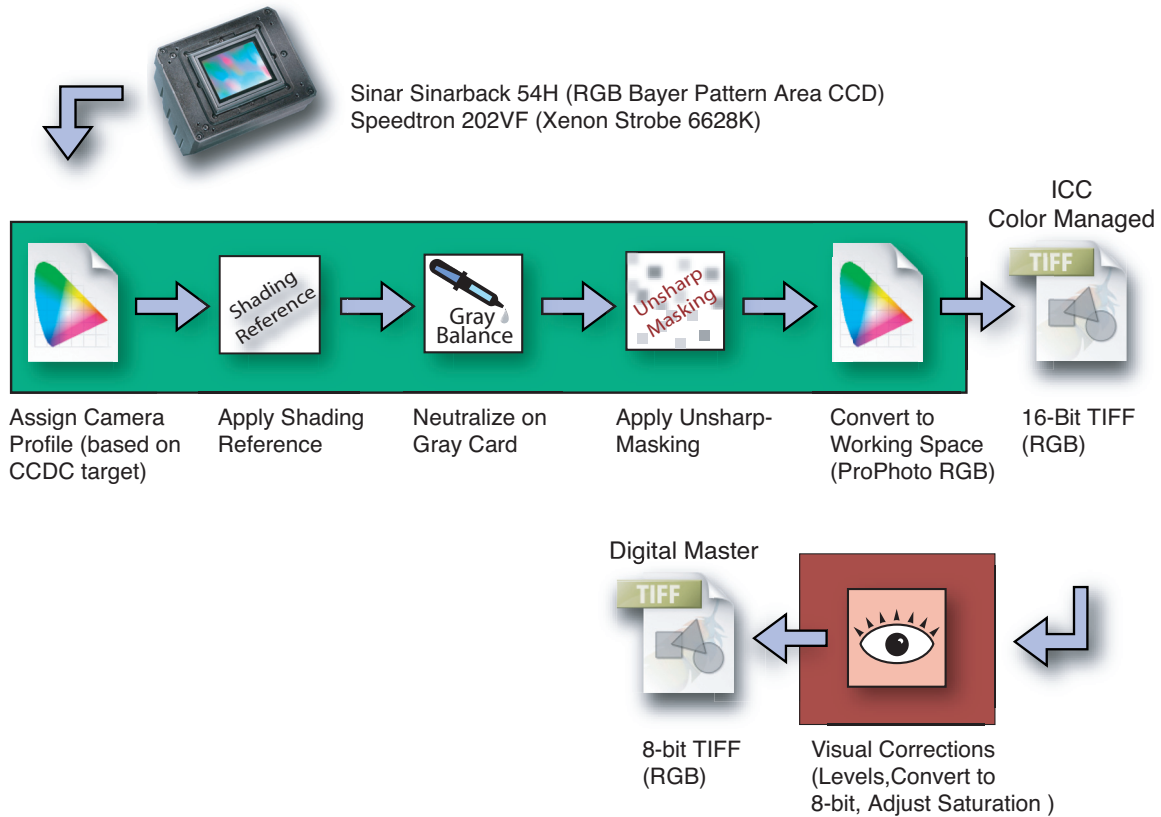 Sinar Sinarback 54H (RGB Bayer Pattern Area CCD)
Speedtron 202VF (Xenon Strobe 6628K)
ICC
Color Managed
TIFF
Shading
Reference
Gray
Balance
Unsharp
Masking
Assign Camera
Profile (based on
CCDC target)
Apply Shading
Reference
Neutralize on
Gray Card
Apply Unsharp-
Masking
Convert to
Working Space
(ProPhoto RGB)
16-Bit TIFF
(RGB)
Digital Master
TIFF
8-bit TIFF
(RGB)
Visual Corrections
(Levels,Convert to
8-bit, Adjust Saturation )